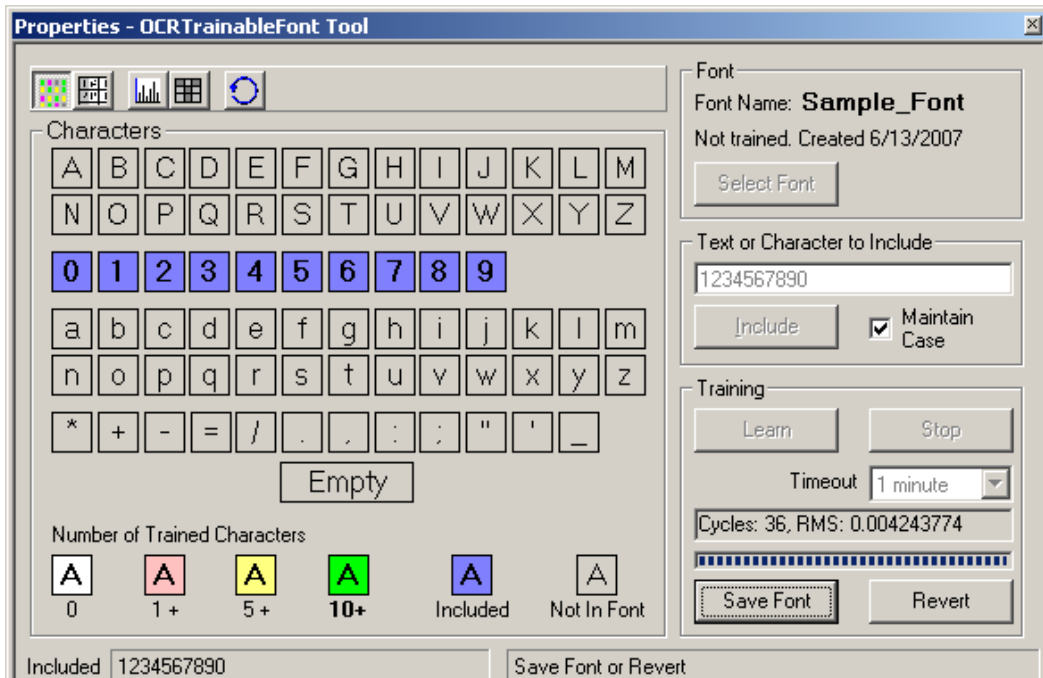 Properties - OCRTrainableFont Tool
Characters
A B C D E F G H I J K L M
N O P Q R S T U V W X Y Z
0 1 2 3 4 5 6 7 8 9
a b c d e f g h i j k l m
n o p q r s t u v w x y z
* + - = / . , : ; " ' _
Empty
Number of Trained Characters
A A A A A A
0 1 + 5 + 10+ Included Not In Font
Font
Font Name: Sample_Font
Not trained. Created 6/13/2007
Select Font
Text or Character to Include
1234567890
Include
Maintain
Case
Training
Learn Stop
Timeout 1 minute
Cycles: 36, RMS: 0.004243774
Save Font Revert
Included 1234567890 Save Font or Revert